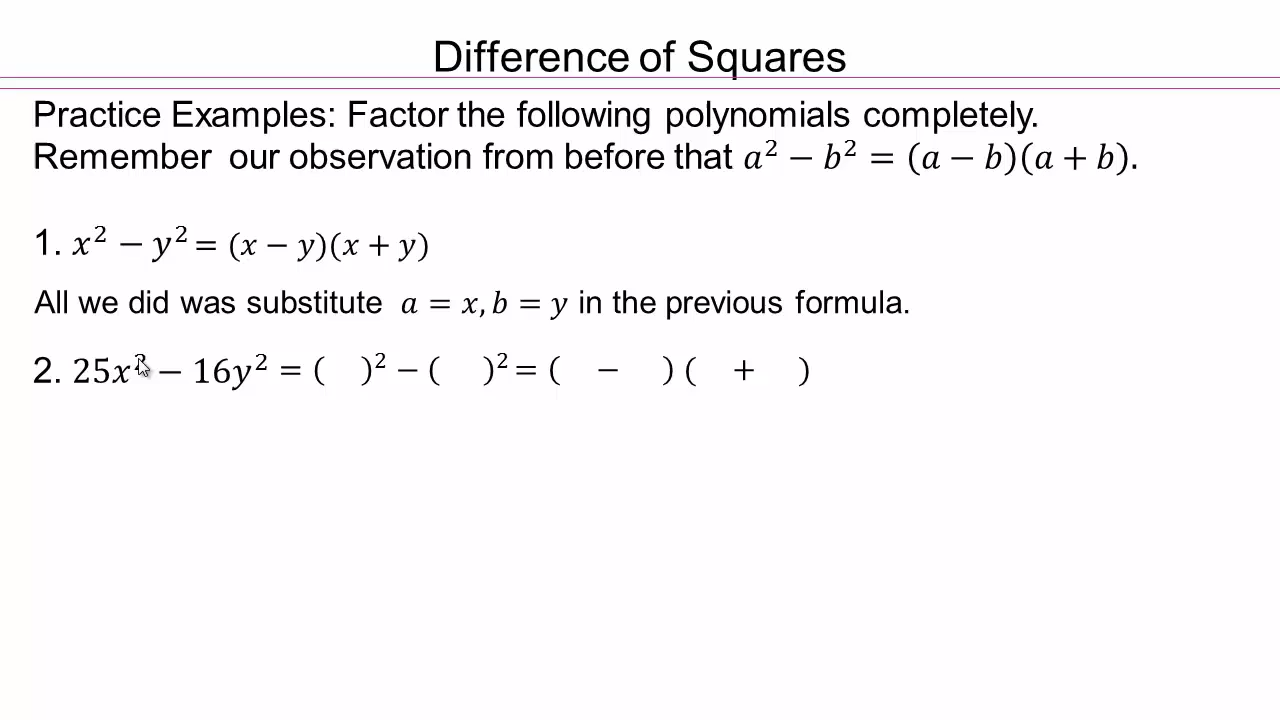 Difference of Squares
Practice Examples: Factor the following polynomials completely.
Remember our observation from before that a² − b² = (a − b)(a + b).
1. x² − y² = (x − y)(x + y)
All we did was substitute a = x, b = y in the previous formula.
2. 25x² − 16y² = ( )² − ( )² = ( − ) ( + )